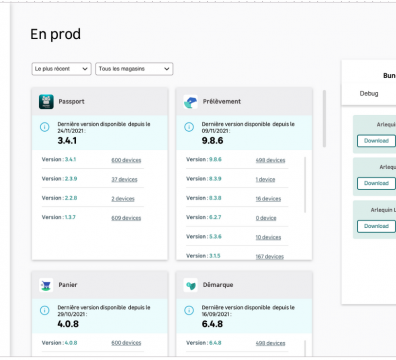 En prod
Le plus récent
Tous les magasins
Passport
Dernière version disponible depuis le
24/11/2021 :
3.4.1
Version : 3.4.1 600 devices
Version : 2.3.9 37 devices
Version : 2.2.8 2 devices
Version : 1.3.7 609 devices
Prélèvement
Dernière version disponible depuis le
09/11/2021 :
9.8.6
Version : 9.8.6 498 devices
Version : 8.3.9 1 device
Version : 8.3.8 16 devices
Version : 6.2.7 0 device
Version : 5.3.6 10 devices
Version : 3.1.5 167 devices
Panier
Dernière version disponible depuis le
29/10/2021 :
4.0.8
Version : 4.0.8 600 devices
Démarque
Dernière version disponible depuis le
16/09/2021 :
6.4.8
Version : 6.4.8 498 devices
Bun
Debug
Arlequi
Download
Arlequ
Download
Arlequin L
Download